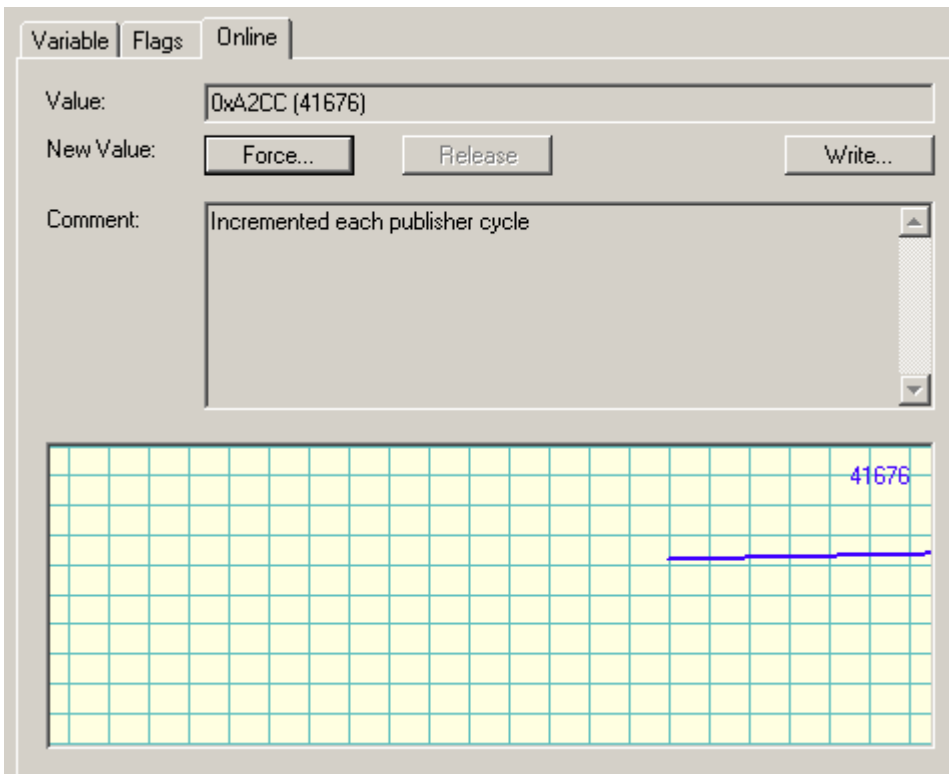 Variable Flags Online
Value: 0xA2CC (41676)
New Value: Force... Release Write...
Comment: Incremented each publisher cycle
41676